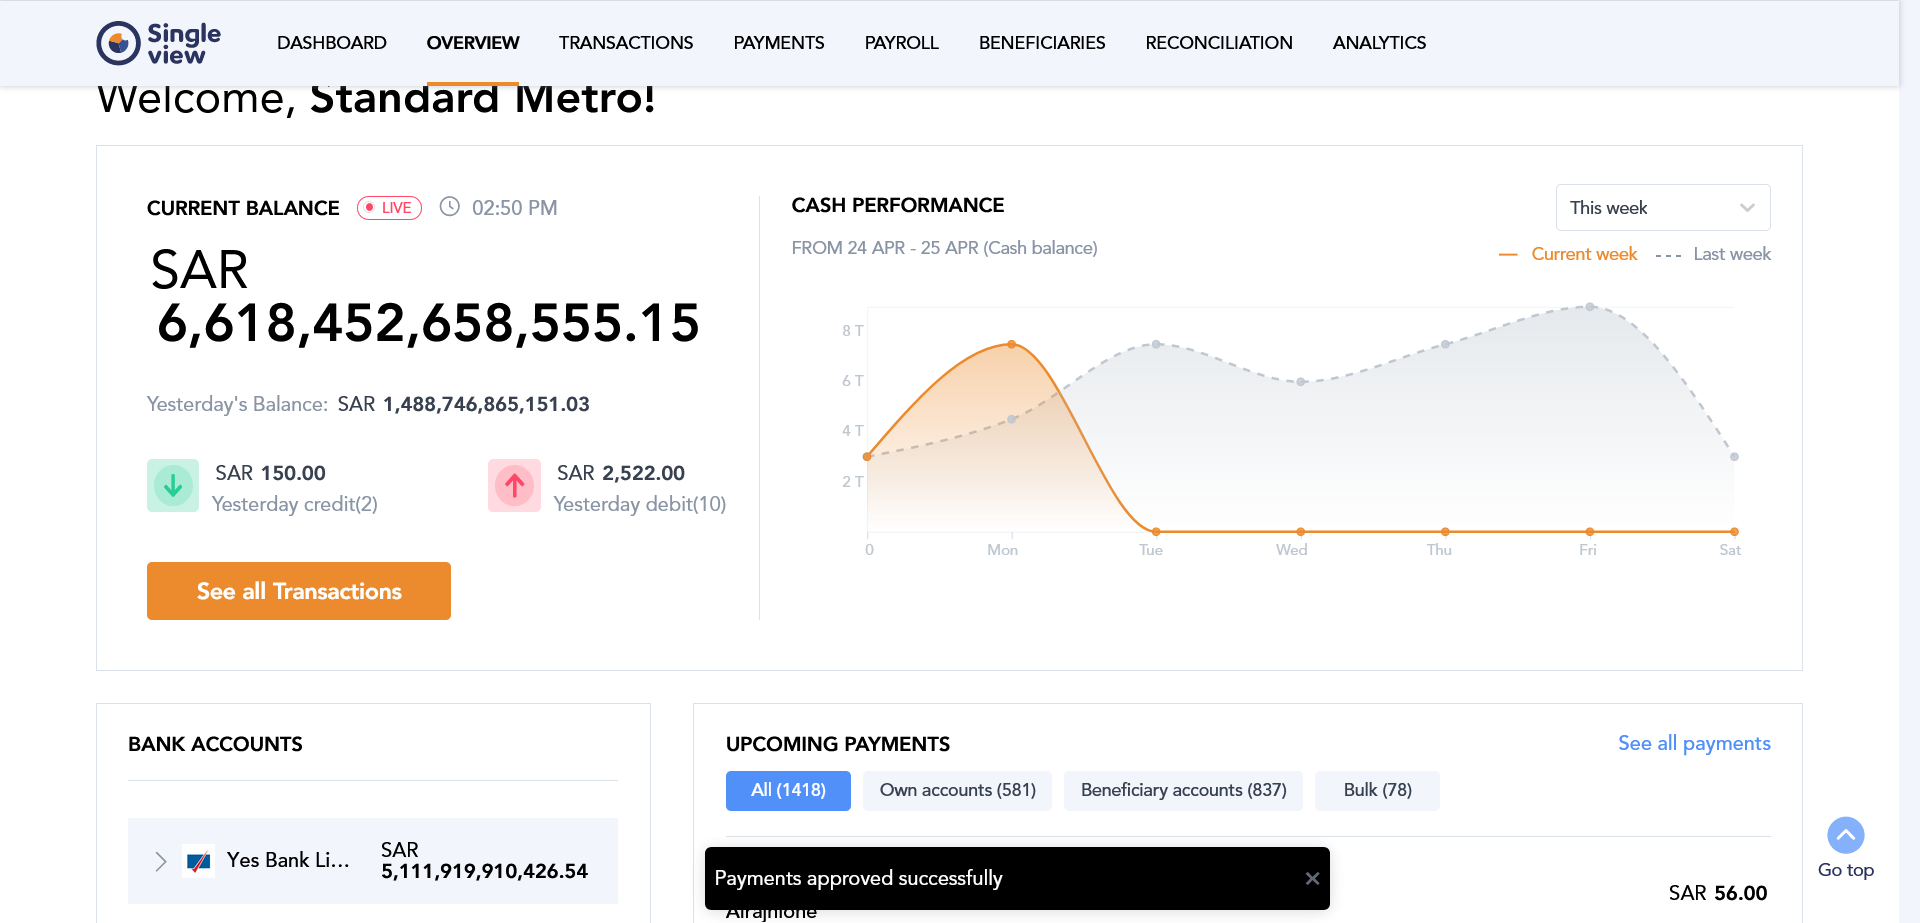 Single
view
DASHBOARD
OVERVIEW
TRANSACTIONS
PAYMENTS
PAYROLL
BENEFICIARIES
RECONCILIATION
ANALYTICS
Welcome, Standard Metro!
CURRENT BALANCE
LIVE
02:50 PM
SAR
6,618,452,658,555.15
Yesterday's Balance: SAR 1,488,746,865,151.03
SAR 150.00
Yesterday credit(2)
SAR 2,522.00
Yesterday debit(10)
See all Transactions
CASH PERFORMANCE
This week
FROM 24 APR - 25 APR (Cash balance)
Current week
Last week
8 T
6 T
4 T
2 T
0
Mon
Tue
Wed
Thu
Fri
Sat
BANK ACCOUNTS
Yes Bank Li...
SAR
5,111,919,910,426.54
UPCOMING PAYMENTS
See all payments
All (1418)
Own accounts (581)
Beneficiary accounts (837)
Bulk (78)
Payments approved successfully
SAR 56.00
Go top